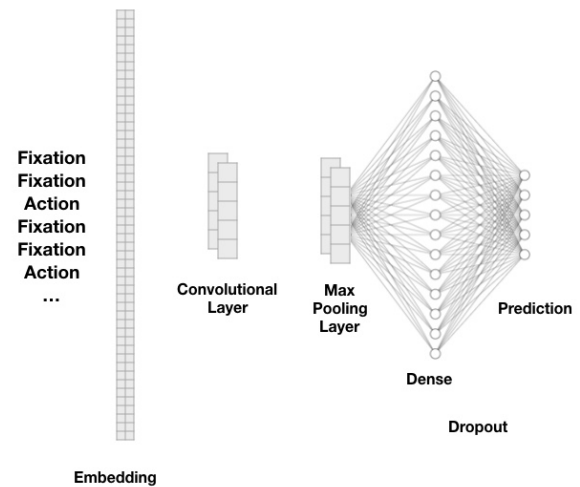 Fixation
Fixation
Action
Fixation
Fixation
Action
...
Embedding
Convolutional
Layer
Max
Pooling
Layer
Dense
Dropout
Prediction